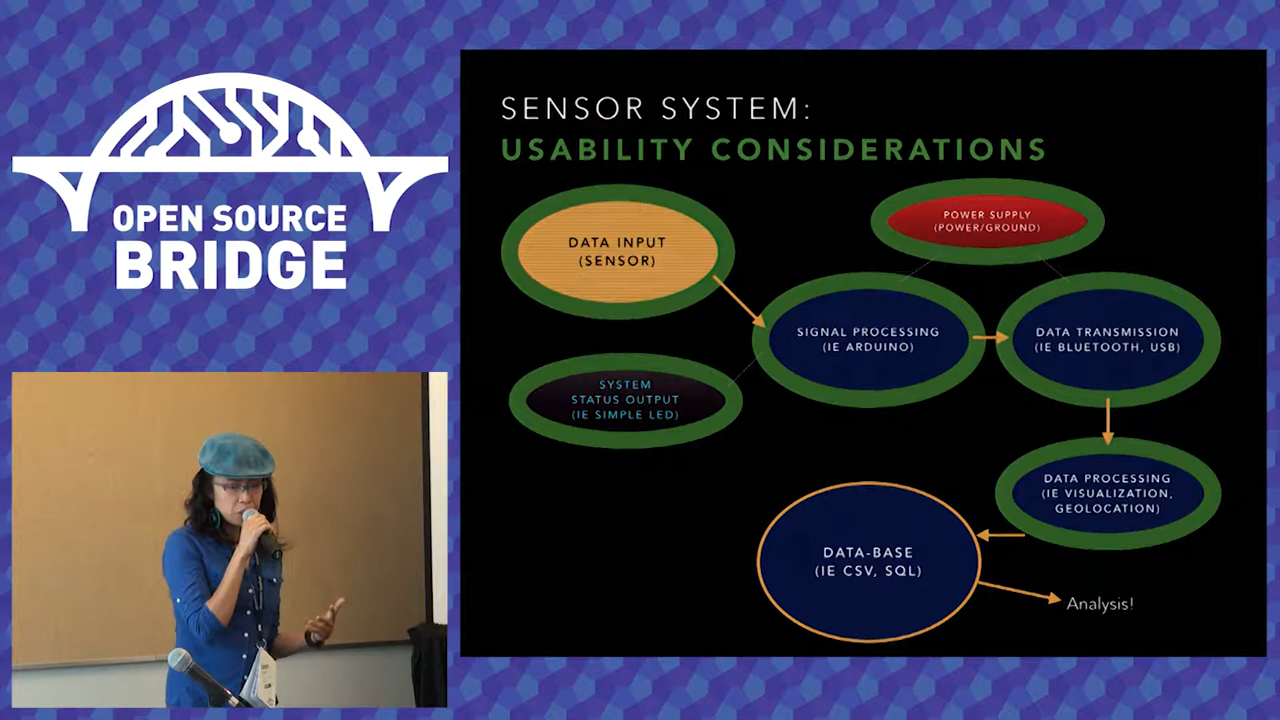 OPEN SOURCE
BRIDGE
SENSOR SYSTEM:
USABILITY CONSIDERATIONS
DATA INPUT
(SENSOR)
POWER SUPPLY
(POWER/GROUND)
SIGNAL PROCESSING
(IE ARDUINO)
DATA TRANSMISSION
(IE BLUETOOTH, USB)
SYSTEM
STATUS OUTPUT
(IE SIMPLE LED)
DATA PROCESSING
(IE VISUALIZATION,
GEOLOCATION)
DATA-BASE
(IE CSV, SQL)
Analysis!